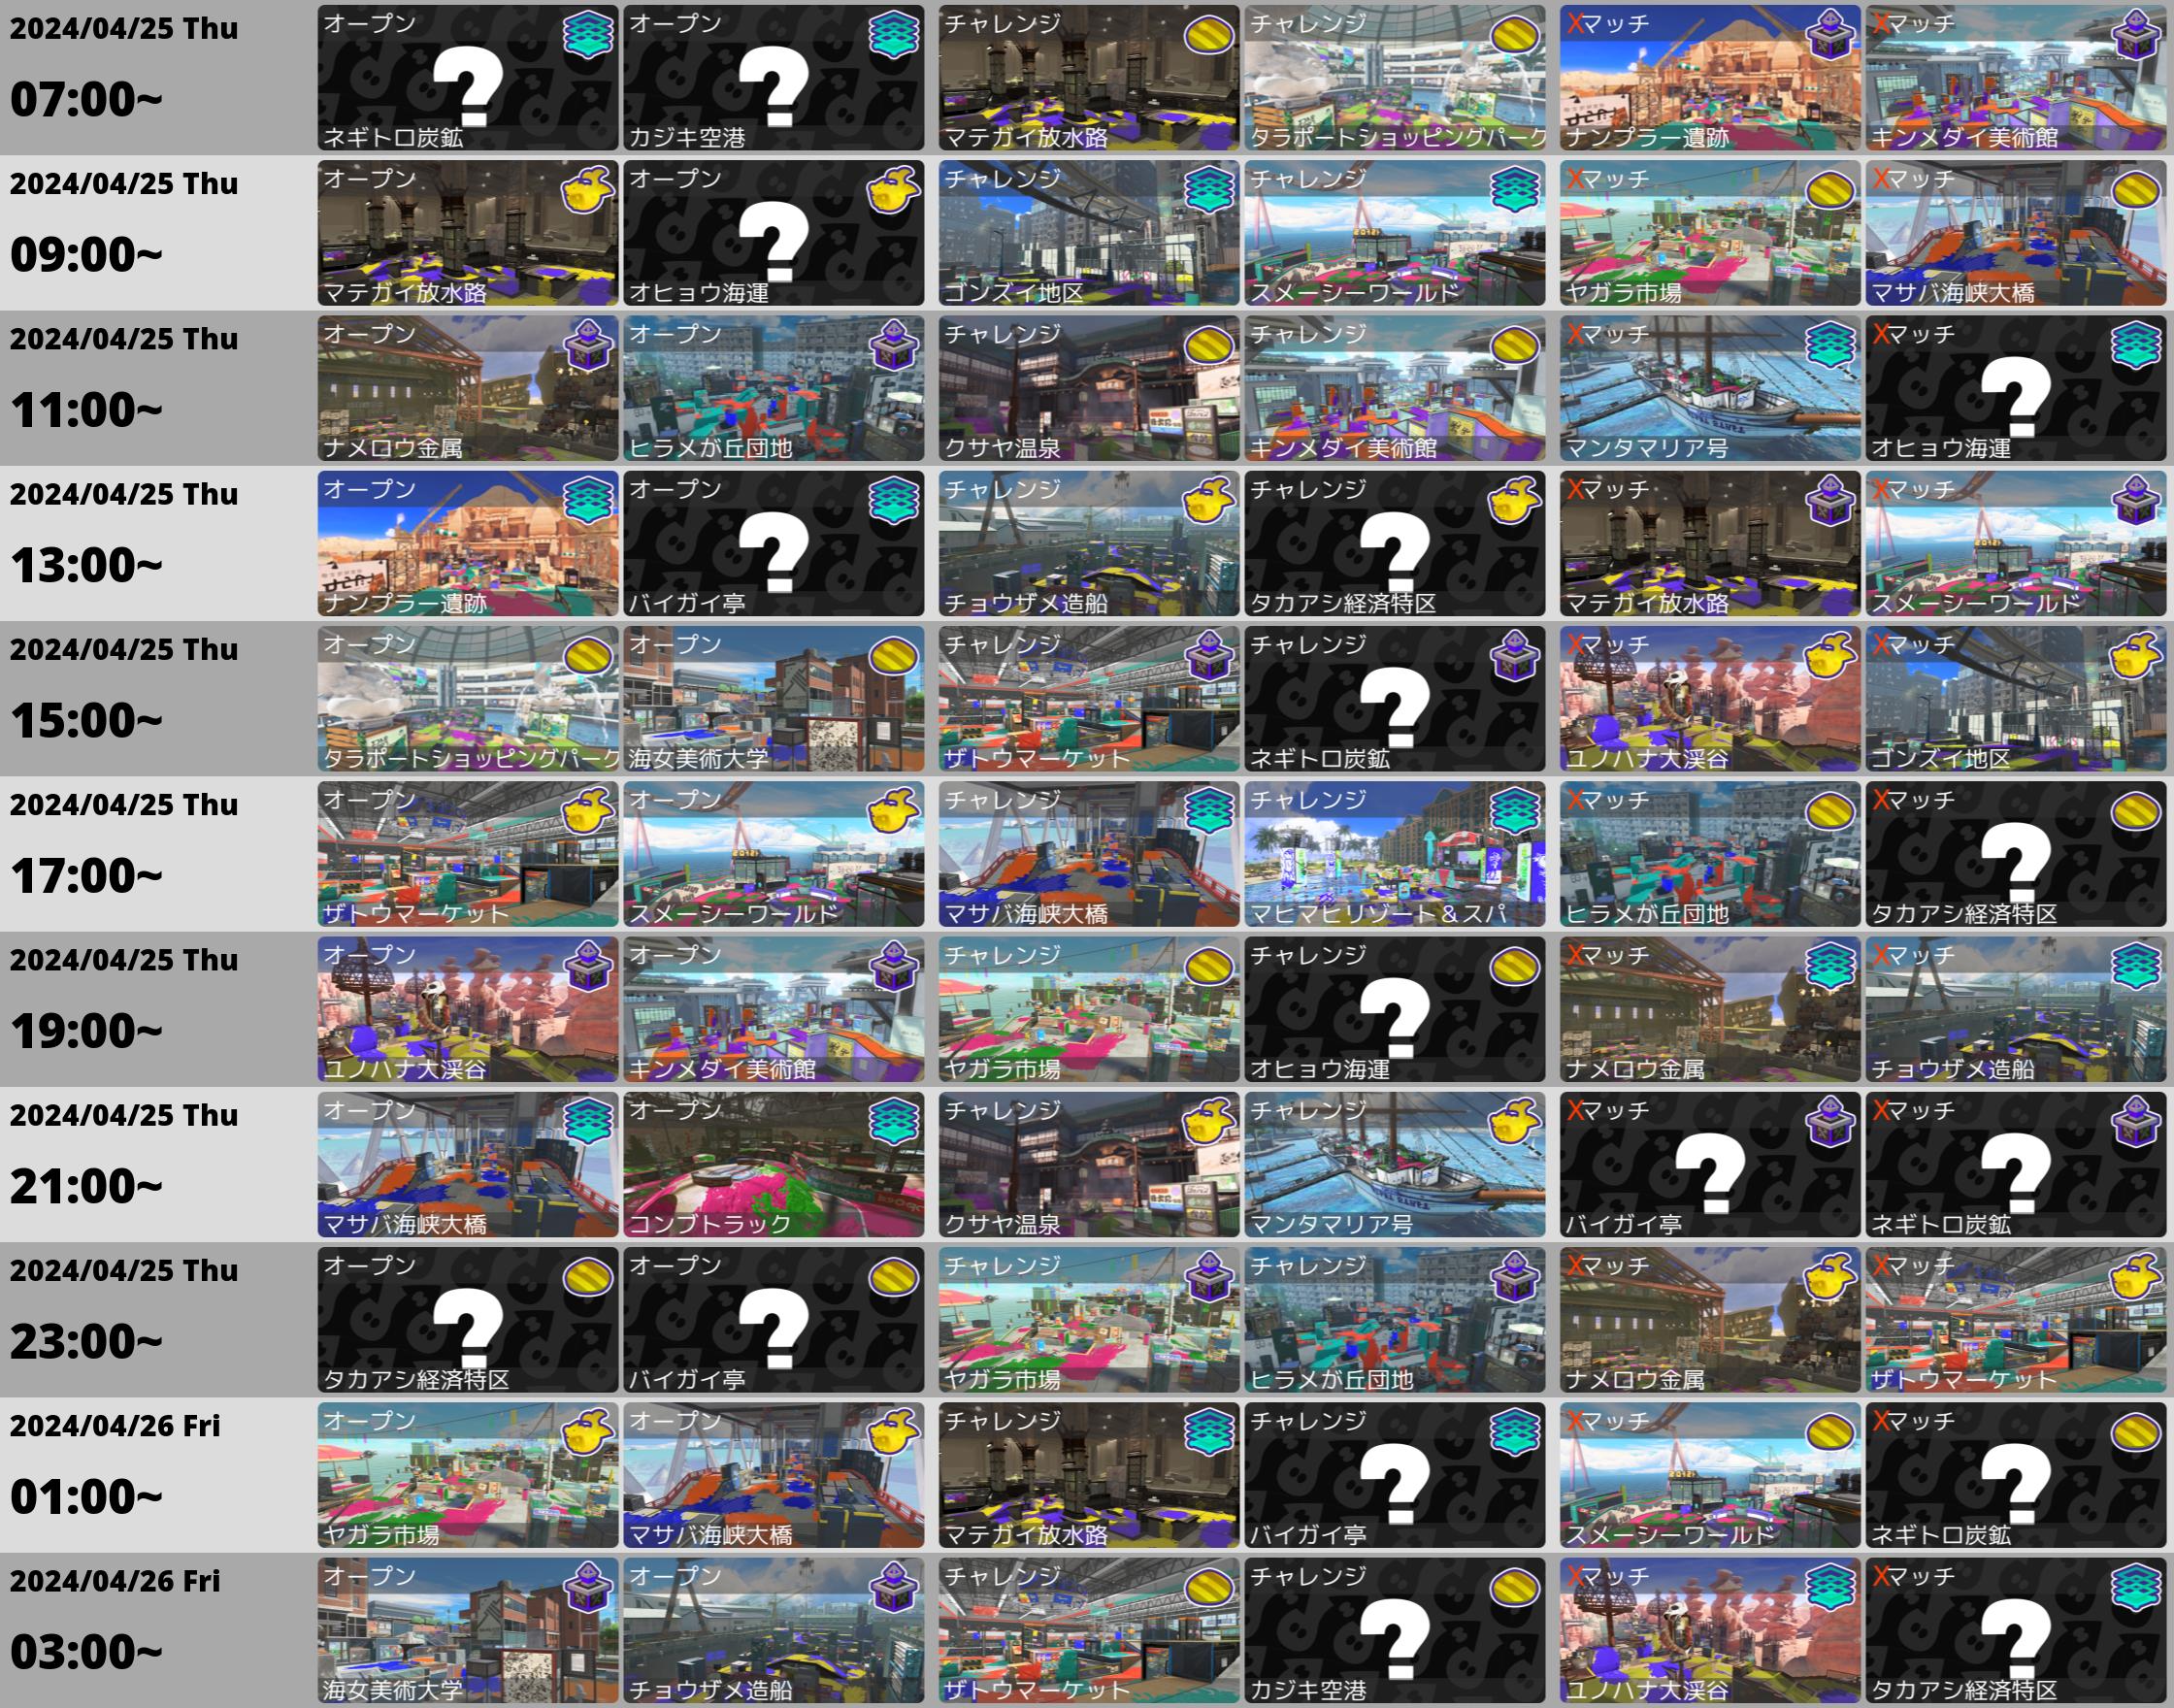 2024/04/25 Thu
07:00~
オープン
ネギトロ炭鉱
オープン
カジキ空港
チャレンジ
マテガイ放水路
チャレンジ
タラポートショッピングパーク
Xマッチ
ナンプラー遺跡
Xマッチ
キンメダイ美術館
2024/04/25 Thu
09:00~
オープン
マテガイ放水路
オープン
オヒョウ海運
チャレンジ
ゴンズイ地区
チャレンジ
スメーシーワールド
Xマッチ
ヤガラ市場
Xマッチ
マサバ海峡大橋
2024/04/25 Thu
11:00~
オープン
ナメロウ金属
オープン
ヒラメが丘団地
チャレンジ
クサヤ温泉
チャレンジ
キンメダイ美術館
Xマッチ
マンタマリア号
Xマッチ
オヒョウ海運
2024/04/25 Thu
13:00~
オープン
ナンプラー遺跡
オープン
バイガイ亭
チャレンジ
チョウザメ造船
チャレンジ
タカアシ経済特区
Xマッチ
マテガイ放水路
Xマッチ
スメーシーワールド
2024/04/25 Thu
15:00~
オープン
タラポートショッピングパーク
オープン
海女美術大学
チャレンジ
ザトウマーケット
チャレンジ
ネギトロ炭鉱
Xマッチ
ユノハナ大渓谷
Xマッチ
ゴンズイ地区
2024/04/25 Thu
17:00~
オープン
ザトウマーケット
オープン
スメーシーワールド
チャレンジ
マサバ海峡大橋
チャレンジ
マヒマヒリゾート＆スパ
Xマッチ
ヒラメが丘団地
Xマッチ
タカアシ経済特区
2024/04/25 Thu
19:00~
オープン
ユノハナ大渓谷
オープン
キンメダイ美術館
チャレンジ
ヤガラ市場
チャレンジ
オヒョウ海運
Xマッチ
ナメロウ金属
Xマッチ
チョウザメ造船
2024/04/25 Thu
21:00~
オープン
マサバ海峡大橋
オープン
コンブトラック
チャレンジ
クサヤ温泉
チャレンジ
マンタマリア号
Xマッチ
バイガイ亭
Xマッチ
ネギトロ炭鉱
2024/04/25 Thu
23:00~
オープン
タカアシ経済特区
オープン
バイガイ亭
チャレンジ
ヤガラ市場
チャレンジ
ヒラメが丘団地
Xマッチ
ナメロウ金属
Xマッチ
ザトウマーケット
2024/04/26 Fri
01:00~
オープン
ヤガラ市場
オープン
マサバ海峡大橋
チャレンジ
マテガイ放水路
チャレンジ
バイガイ亭
Xマッチ
スメーシーワールド
Xマッチ
ネギトロ炭鉱
2024/04/26 Fri
03:00~
オープン
海女美術大学
オープン
チョウザメ造船
チャレンジ
ザトウマーケット
チャレンジ
カジキ空港
Xマッチ
ユノハナ大渓谷
Xマッチ
タカアシ経済特区